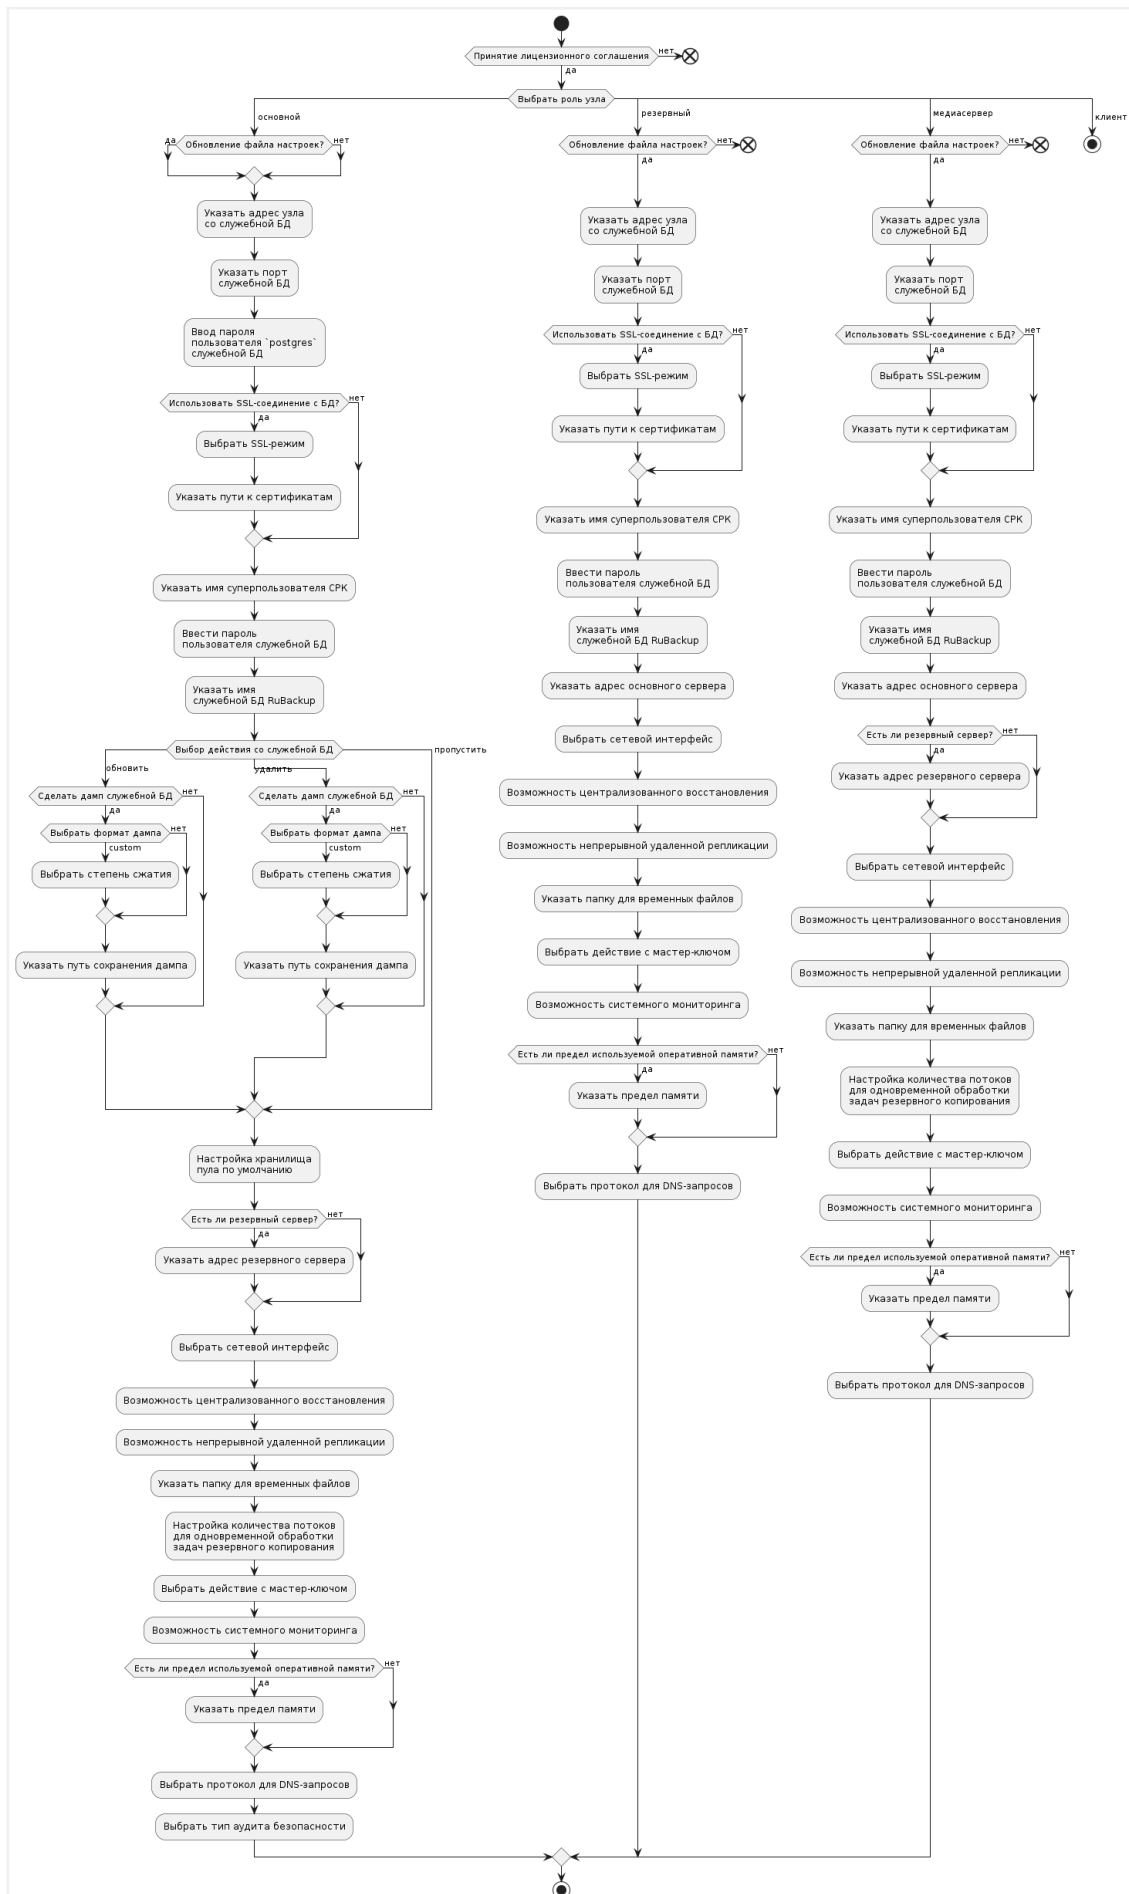 Принятие лицензионного соглашения
нет
да
Выбрать роль узла
основной
Обновление файла настроек?
да
нет
Указать адрес узла
со служебной БД
Указать порт
служебной БД
Ввод пароля
пользователя `postgres`
служебной БД
Использовать SSL-соединение с БД?
нет
да
Выбрать SSL-режим
Указать пути к сертификатам
Указать имя суперпользователя СРК
Ввести пароль
пользователя служебной БД
Указать имя
служебной БД RuBackup
Выбор действия со служебной БД
обновить
Сделать дамп служебной БД
нет
да
Выбрать формат дампа
нет
custom
Выбрать степень сжатия
Указать путь сохранения дампа
удалить
Сделать дамп служебной БД
нет
да
Выбрать формат дампа
нет
custom
Выбрать степень сжатия
Указать путь сохранения дампа
пропустить
Настройка хранилища
пула по умолчанию
Есть ли резервный сервер?
нет
да
Указать адрес резервного сервера
Выбрать сетевой интерфейс
Возможность централизованного восстановления
Возможность непрерывной удаленной репликации
Указать папку для временных файлов
Настройка количества потоков
для одновременной обработки
задач резервного копирования
Выбрать действие с мастер-ключом
Возможность системного мониторинга
Есть ли предел используемой оперативной памяти?
нет
да
Указать предел памяти
Выбрать протокол для DNS-запросов
Выбрать тип аудита безопасности
резервный
Обновление файла настроек?
нет
да
Указать адрес узла
со служебной БД
Указать порт
служебной БД
Использовать SSL-соединение с БД?
нет
да
Выбрать SSL-режим
Указать пути к сертификатам
Указать имя суперпользователя СРК
Ввести пароль
пользователя служебной БД
Указать имя
служебной БД RuBackup
Указать адрес основного сервера
Выбрать сетевой интерфейс
Возможность централизованного восстановления
Возможность непрерывной удаленной репликации
Указать папку для временных файлов
Выбрать действие с мастер-ключом
Возможность системного мониторинга
Есть ли предел используемой оперативной памяти?
нет
да
Указать предел памяти
Выбрать протокол для DNS-запросов
медиасервер
Обновление файла настроек?
нет
да
Указать адрес узла
со служебной БД
Указать порт
служебной БД
Использовать SSL-соединение с БД?
нет
да
Выбрать SSL-режим
Указать пути к сертификатам
Указать имя суперпользователя СРК
Ввести пароль
пользователя служебной БД
Указать имя
служебной БД RuBackup
Указать адрес основного сервера
Есть ли резервный сервер?
нет
да
Указать адрес резервного сервера
Выбрать сетевой интерфейс
Возможность централизованного восстановления
Возможность непрерывной удаленной репликации
Указать папку для временных файлов
Настройка количества потоков
для одновременной обработки
задач резервного копирования
Выбрать действие с мастер-ключом
Возможность системного мониторинга
Есть ли предел используемой оперативной памяти?
нет
да
Указать предел памяти
Выбрать протокол для DNS-запросов
клиент